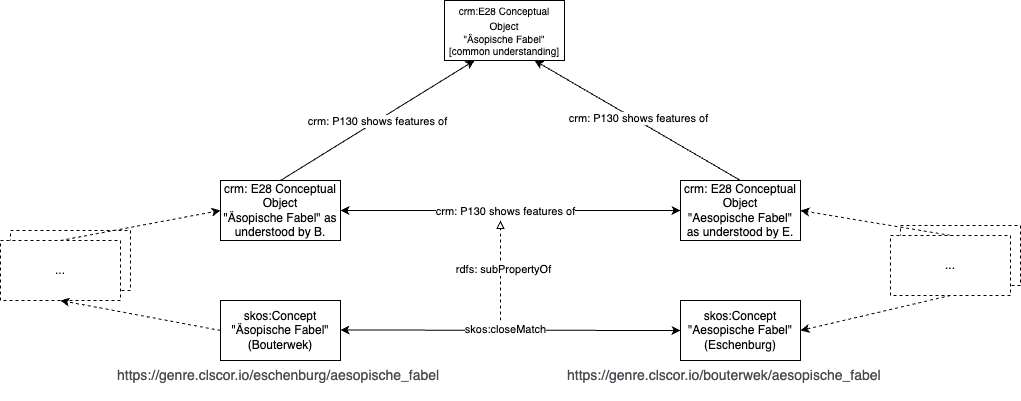 crm:E28 Conceptual
Object
"Äsopische Fabel"
[common understanding]
crm: P130 shows features of
crm: P130 shows features of
crm: E28 Conceptual
Object
"Äsopische Fabel" as
understood by B.
crm: P130 shows features of
crm: E28 Conceptual
Object
"Aesopische Fabel"
as understood by E.
...
rdfs: subPropertyOf
...
skos:Concept
"Äsopische Fabel"
(Bouterwek)
skos:closeMatch
skos:Concept
"Aesopische Fabel"
(Eschenburg)
https://genre.clscor.io/eschenburg/aesopische_fabel
https://genre.clscor.io/bouterwek/aesopische_fabel